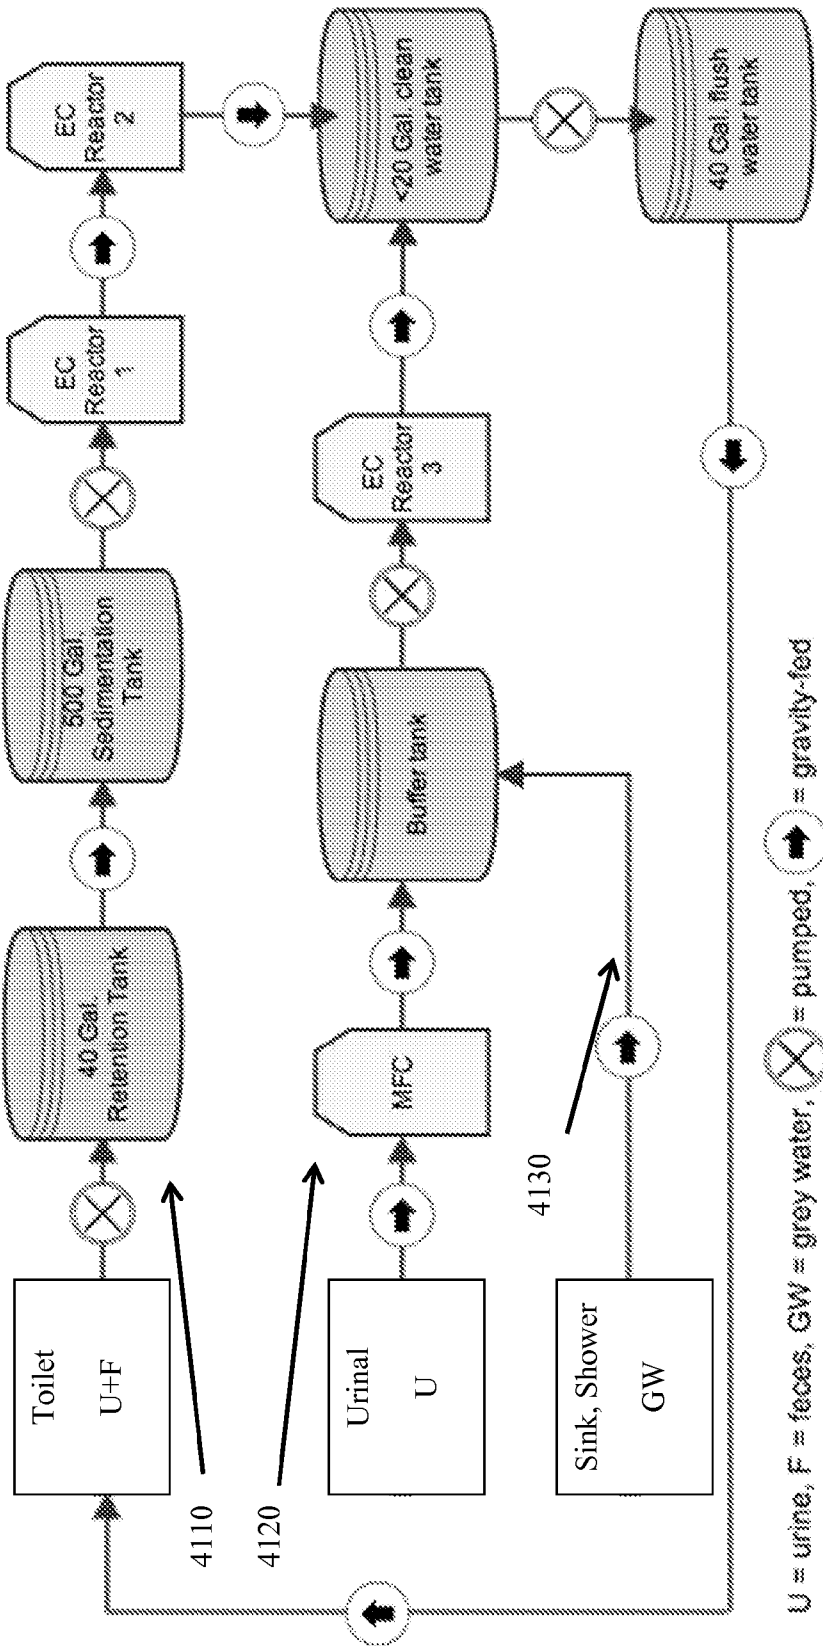 Toilet
U+F
40 Gal
Retention Tank
500 Gal
Sedimentation
Tank
EC
Reactor
1
EC
Reactor
2
4110
4120
Urinal
U
MFC
Buffer tank
EC
Reactor
3
<20 Gal. clean
water tank
4130
Sink, Shower
GW
40 Gal. flush
water tank
U = urine, F = feces, GW = grey water, = pumped, = gravity-fed